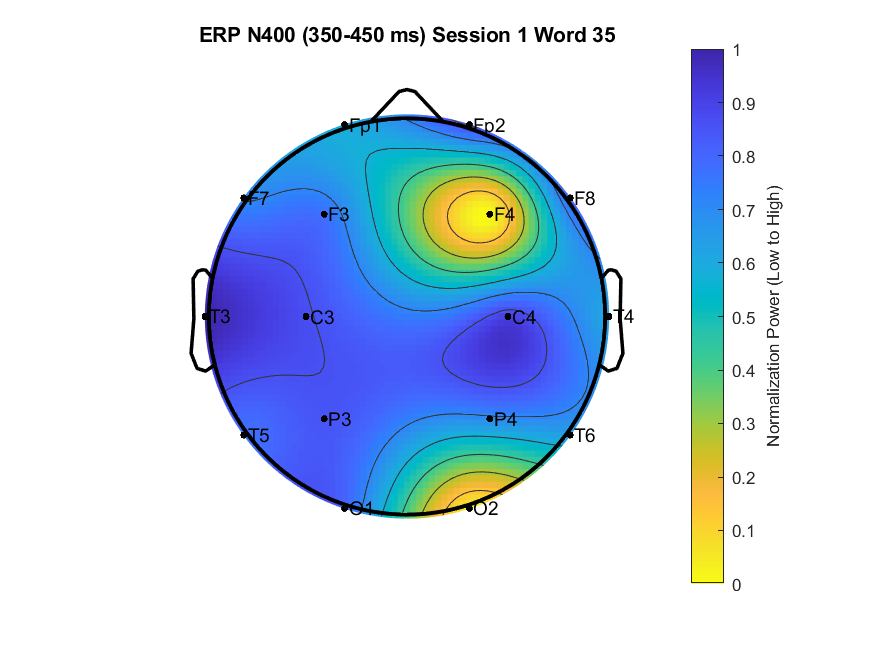 ERP N400 (350-450 ms) Session 1 Word 35
Fp1
Fp2
F7
F3
F4
F8
T3
C3
C4
T4
T5
P3
P4
T6
O1
O2
1
0.9
0.8
0.7
0.6
0.5
0.4
0.3
0.2
0.1
0
Normalization Power (Low to High)